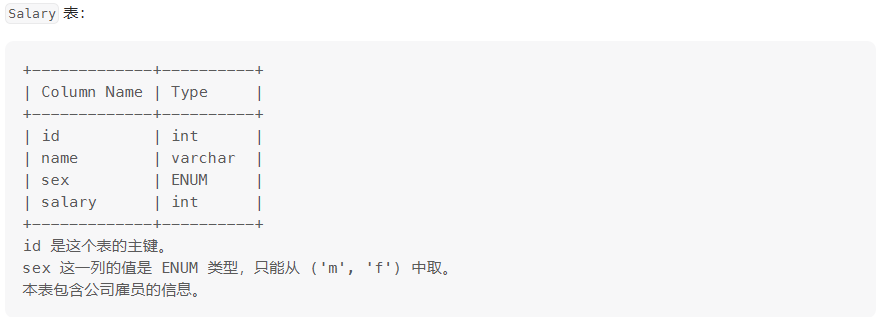 Salary 表：
+-------------+----------+
| Column Name | Type     |
+-------------+----------+
| id          | int      |
| name        | varchar  |
| sex         | ENUM     |
| salary      | int      |
+-------------+----------+
id 是这个表的主键。
sex 这一列的值是 ENUM 类型，只能从 ('m', 'f') 中取。
本表包含公司雇员的信息。